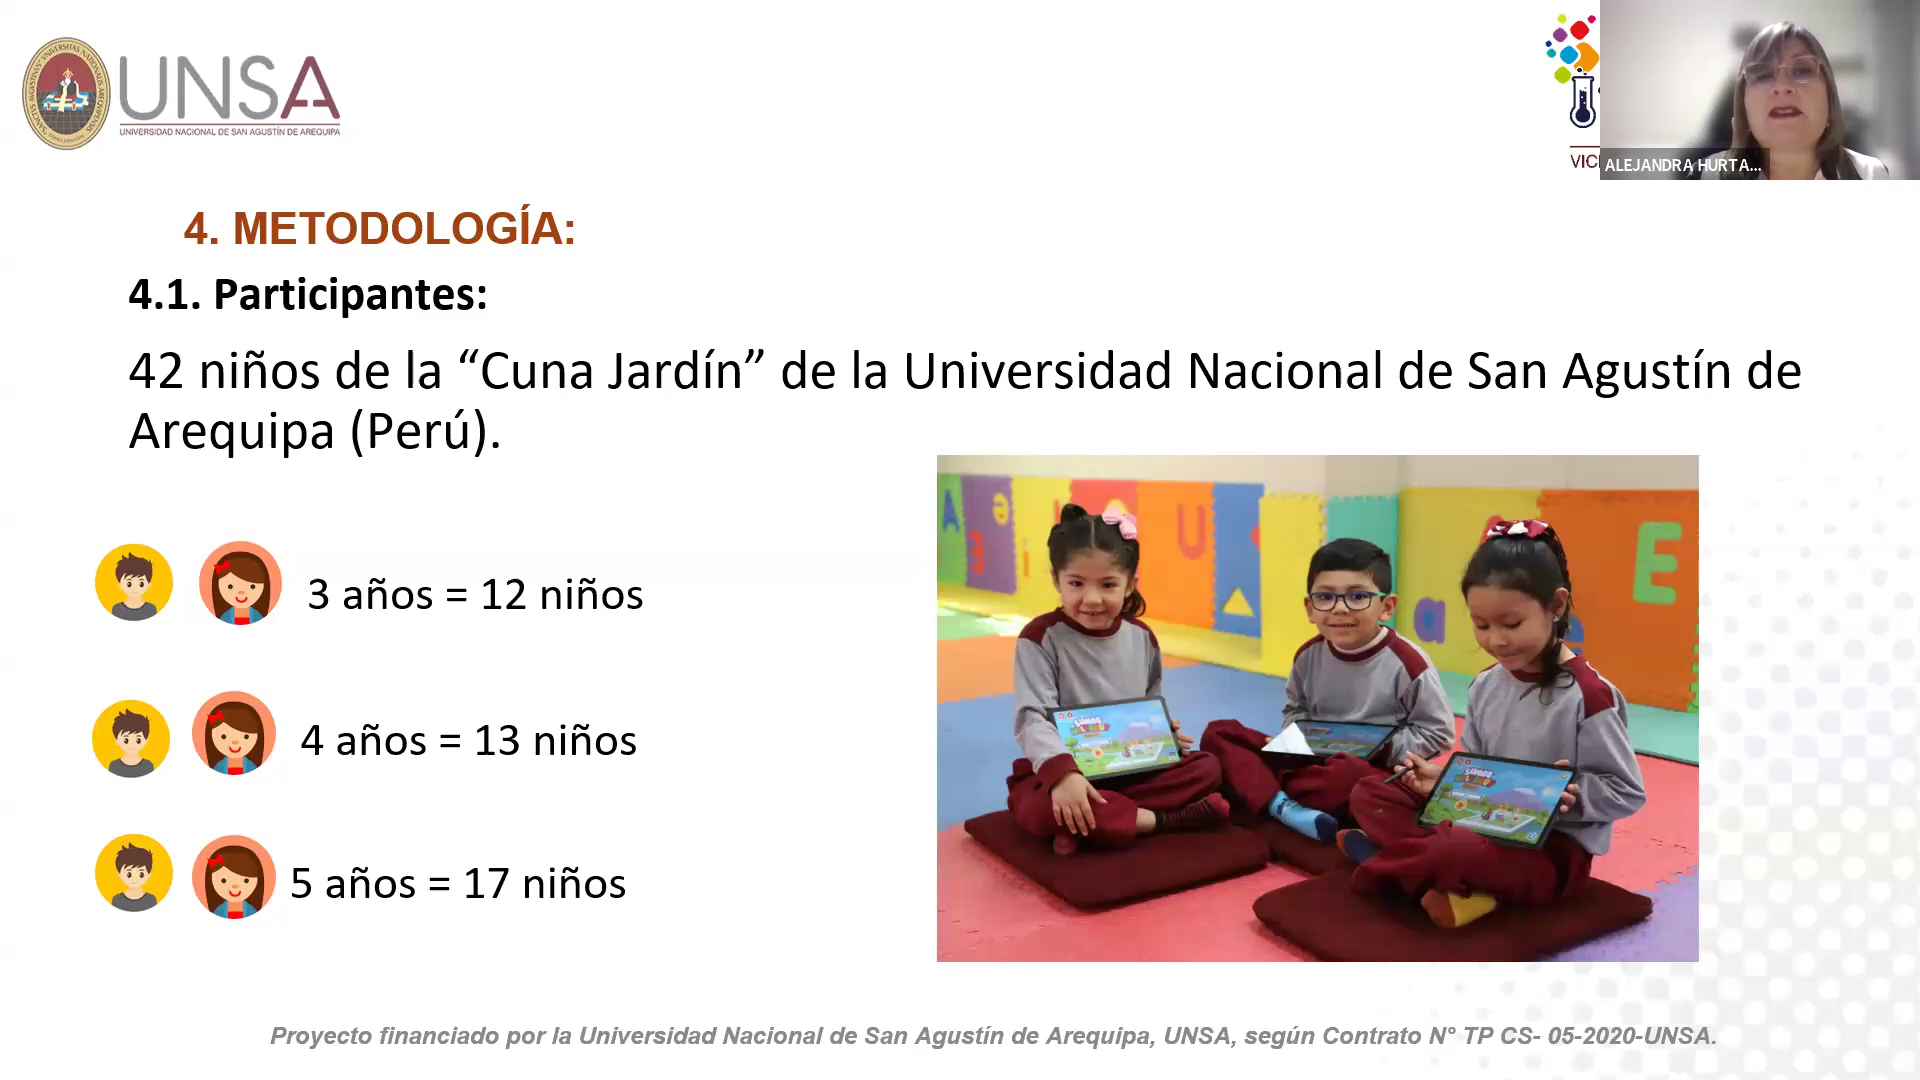 UNSA
UNIVERSIDAD NACIONAL DE SAN AGUSTÍN DE AREQUIPA
ALEJANDRA HURTA...
4. METODOLOGÍA:
4.1. Participantes:
42 niños de la “Cuna Jardín” de la Universidad Nacional de San Agustín de
Arequipa (Perú).
3 años = 12 niños
4 años = 13 niños
5 años = 17 niños
Proyecto financiado por la Universidad Nacional de San Agustín de Arequipa, UNSA, según Contrato N° TP CS- 05-2020-UNSA.